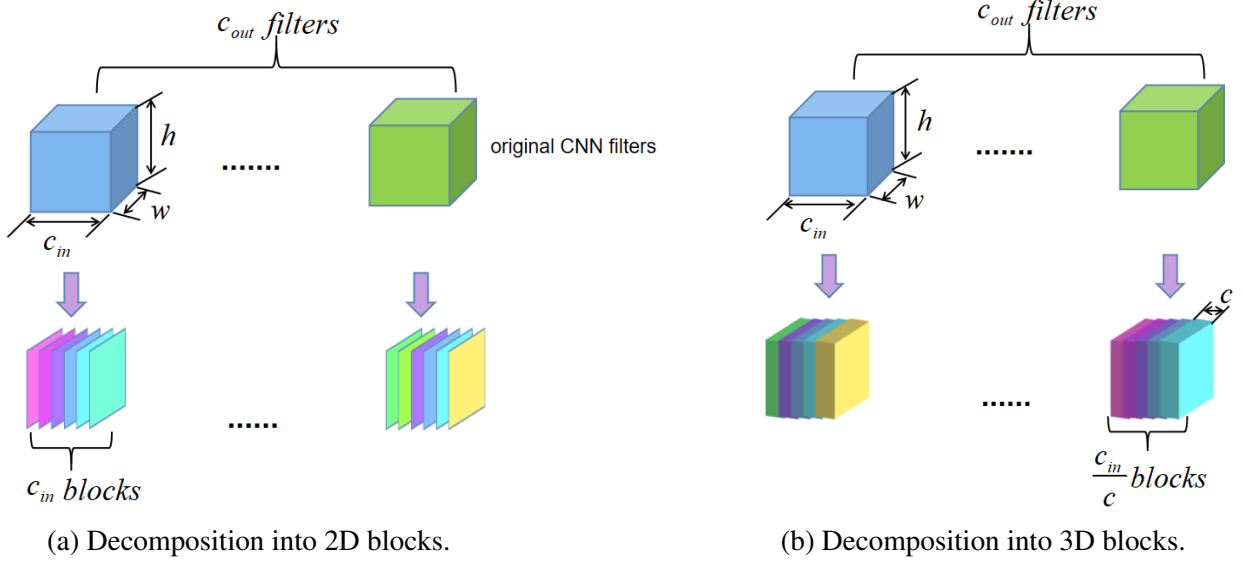 c_out filters
h
w
c_in
.......
original CNN filters
......
c_in blocks
(a) Decomposition into 2D blocks.
c_out filters
h
w
c_in
.......
c
......
c_in/c blocks
(b) Decomposition into 3D blocks.